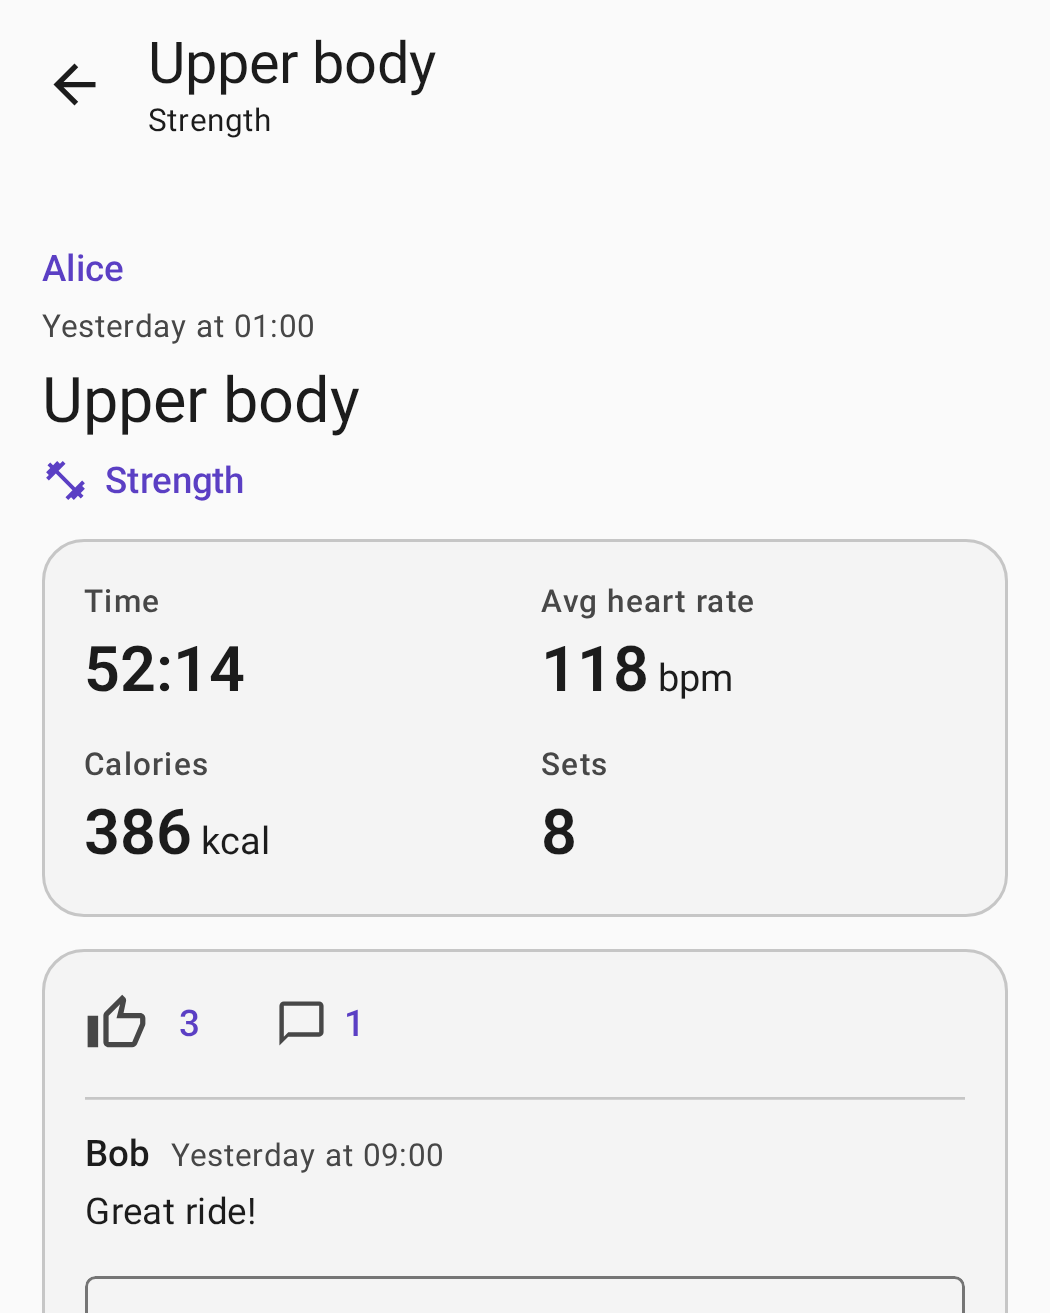 Upper body
Strength
Alice
Yesterday at 01:00
Upper body
Strength
Time
Avg heart rate
52:14
118 bpm
Calories
Sets
386 kcal
8
3
1
Bob Yesterday at 09:00
Great ride!